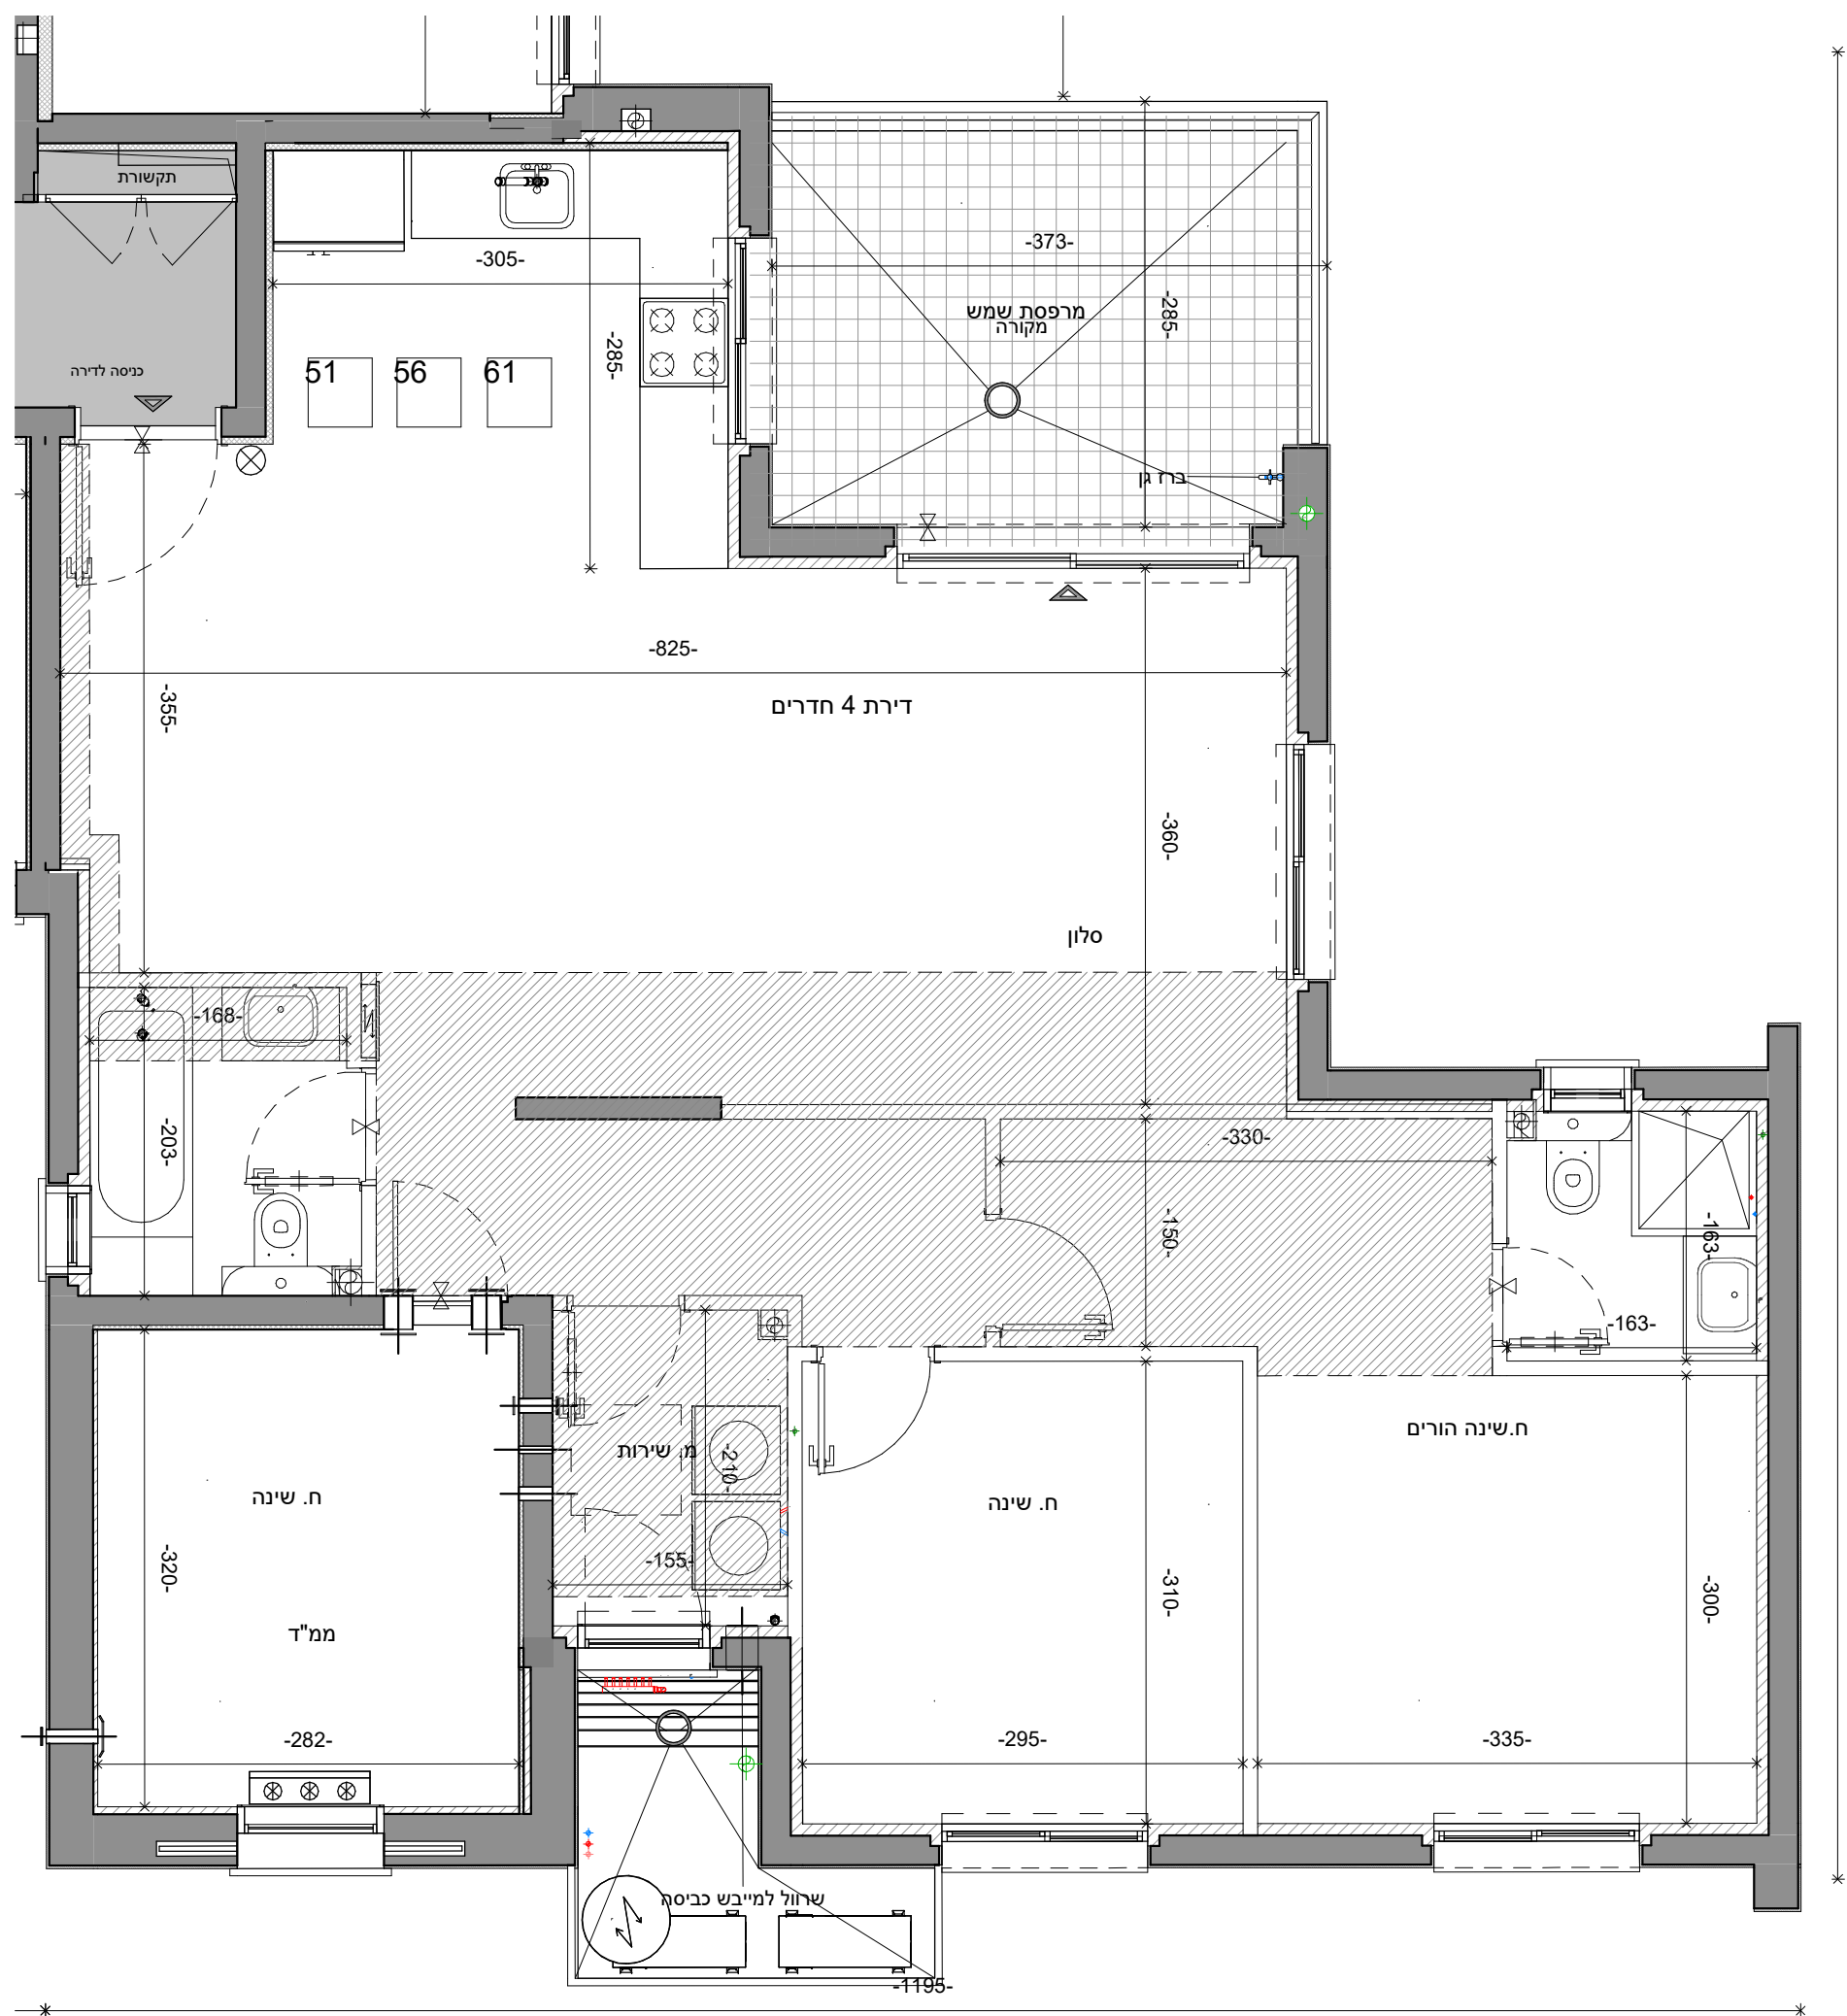 תקשורת
-305-
-373-
מרפסת שמש
מקורה
-285-
-285-
כניסה לדירה
51
56
61
ברז גן
-825-
-355-
דירת 4 חדרים
-360-
סלון
-168-
-203-
-330-
-150-
-163-
-163-
ח.שינה הורים
מ. שירות
-210-
ח. שינה
ח. שינה
-155-
-320-
-310-
-300-
ממ"ד
-282-
-295-
-335-
שרוול למייבש כביסה
-1195-